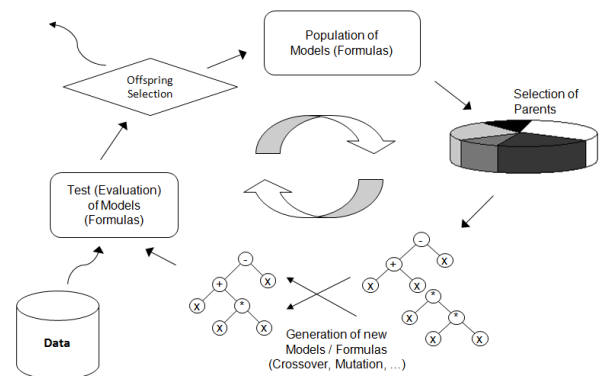 Population of
Models (Formulas)
Offspring
Selection
Selection of
Parents
Test (Evaluation)
of Models
(Formulas)
-
+
X
X
*
X
X
-
+
X
X
X
*
X
*
X
X
Data
Generation of new
Models / Formulas
(Crossover, Mutation, ...)